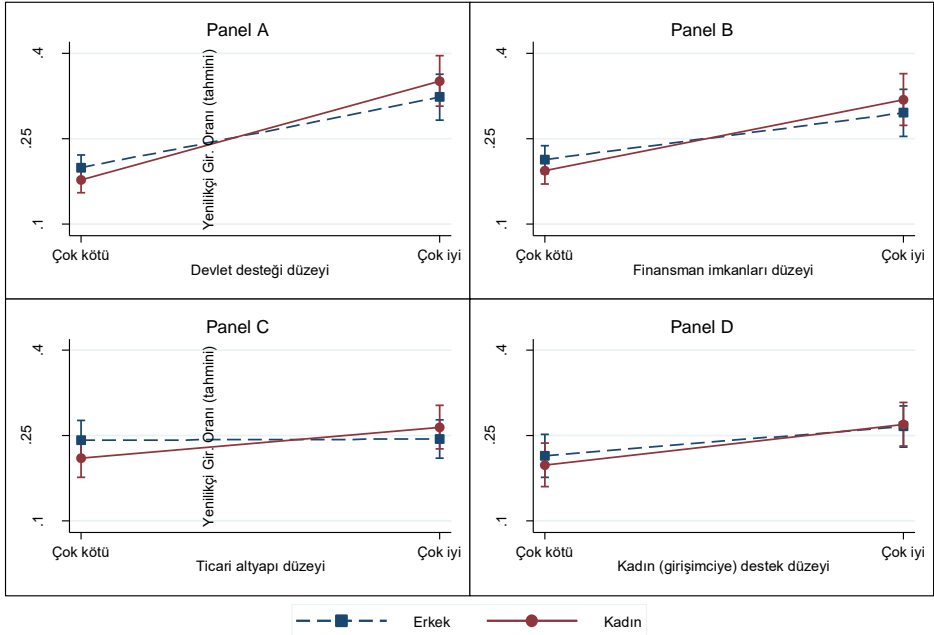 Panel A
Yenilikçi Gir. Oranı (tahmini)
.4
.25
.1
Çok kötü
Çok iyi
Devlet desteği düzeyi
Panel B
.4
.25
.1
Çok kötü
Çok iyi
Finansman imkanları düzeyi
Panel C
Yenilikçi Gir. Oranı (tahmini)
.4
.25
.1
Çok kötü
Çok iyi
Ticari altyapı düzeyi
Panel D
.4
.25
.1
Çok kötü
Çok iyi
Kadın (girişimciye) destek düzeyi
Erkek
Kadın